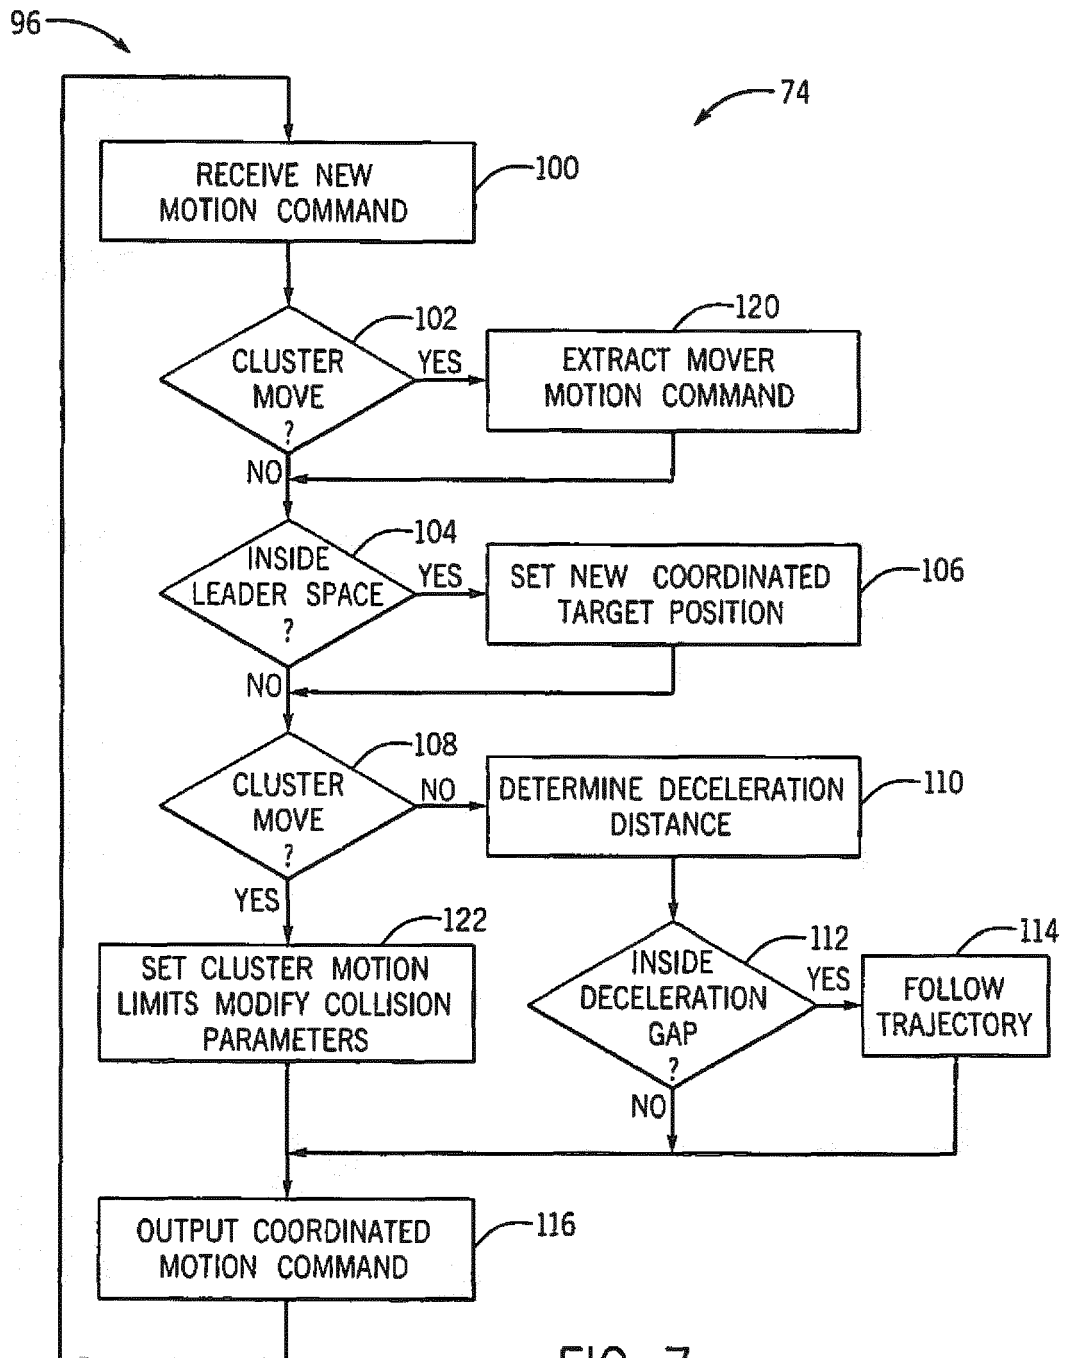 96
74
RECEIVE NEW
MOTION COMMAND
100
CLUSTER
MOVE
?
102
YES
NO
EXTRACT MOVER
MOTION COMMAND
120
INSIDE
LEADER SPACE
?
104
YES
NO
SET NEW COORDINATED
TARGET POSITION
106
CLUSTER
MOVE
?
108
NO
YES
DETERMINE DECELERATION
DISTANCE
110
SET CLUSTER MOTION
LIMITS MODIFY COLLISION
PARAMETERS
122
INSIDE
DECELERATION
GAP
?
112
YES
NO
FOLLOW
TRAJECTORY
114
OUTPUT COORDINATED
MOTION COMMAND
116
FIG. 7